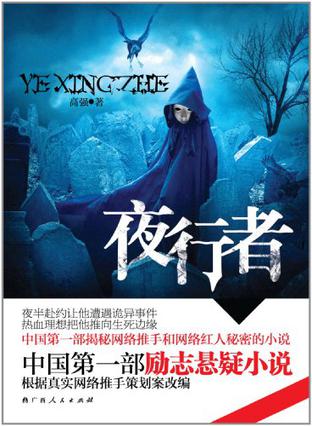 YE XING ZHE
高强●著
夜行者
夜半赴约让他遭遇诡异事件
热血理想把他推向生死边缘
中国第一部揭秘网络推手和网络红人秘密的小说
中国第一部励志悬疑小说
根据真实网络推手策划案改编
广西人民出版社